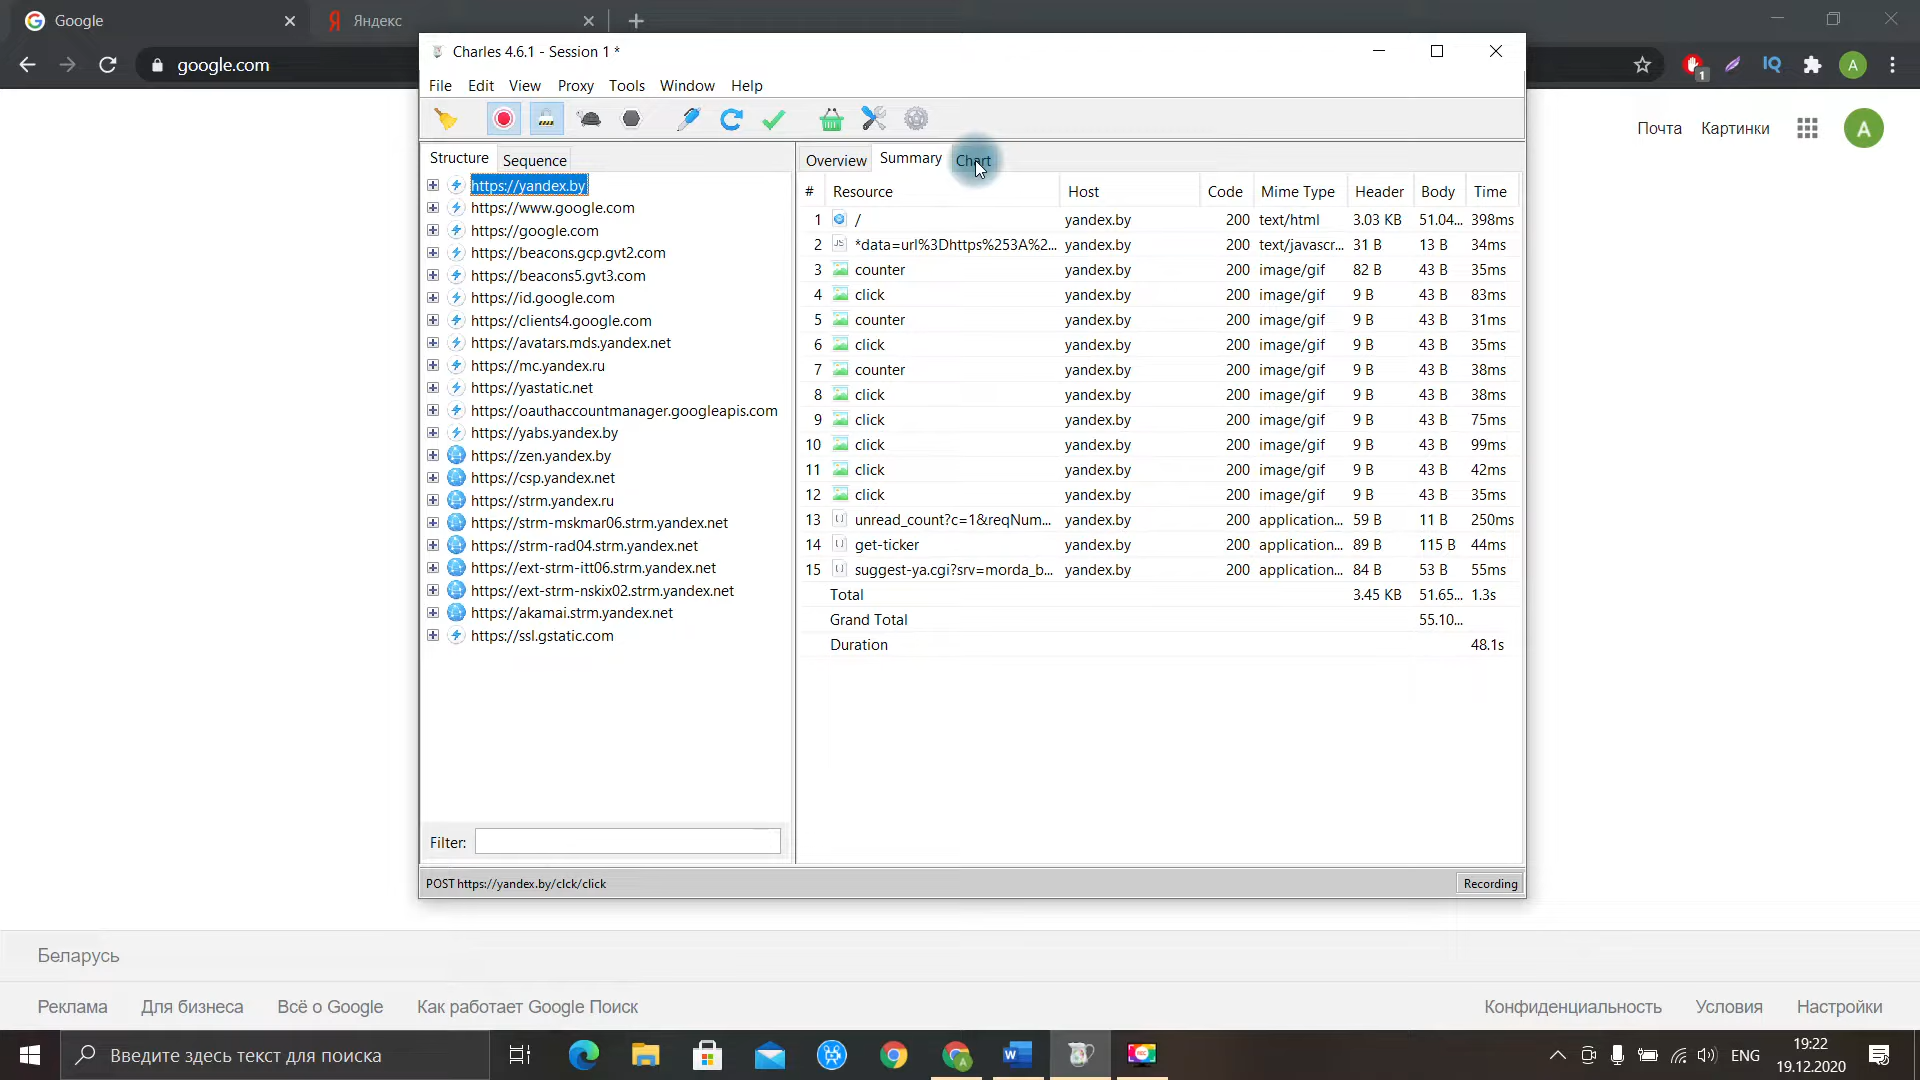 Google
Яндекс
google.com
1
IQ
A
Почта
Картинки
A
Charles 4.6.1 - Session 1 *
File Edit View Proxy Tools Window Help
Structure Sequence
https://yandex.by
https://www.google.com
https://google.com
https://beacons.gcp.gvt2.com
https://beacons5.gvt3.com
https://id.google.com
https://clients4.google.com
https://avatars.mds.yandex.net
https://mc.yandex.ru
https://yastatic.net
https://oauthaccountmanager.googleapis.com
https://yabs.yandex.by
https://zen.yandex.by
https://csp.yandex.net
https://strm.yandex.ru
https://strm-mskmar06.strm.yandex.net
https://strm-rad04.strm.yandex.net
https://ext-strm-itt06.strm.yandex.net
https://ext-strm-nskix02.strm.yandex.net
https://akamai.strm.yandex.net
https://ssl.gstatic.com
Filter:
Overview Summary Chart
# Resource Host Code Mime Type Header Body Time
1 / yandex.by 200 text/html 3.03 KB 51.04... 398ms
2 *data=url%3Dhttps%253A%2... yandex.by 200 text/javascr... 31 B 13 B 34ms
3 counter yandex.by 200 image/gif 82 B 43 B 35ms
4 click yandex.by 200 image/gif 9 B 43 B 83ms
5 counter yandex.by 200 image/gif 9 B 43 B 31ms
6 click yandex.by 200 image/gif 9 B 43 B 35ms
7 counter yandex.by 200 image/gif 9 B 43 B 38ms
8 click yandex.by 200 image/gif 9 B 43 B 38ms
9 click yandex.by 200 image/gif 9 B 43 B 75ms
10 click yandex.by 200 image/gif 9 B 43 B 99ms
11 click yandex.by 200 image/gif 9 B 43 B 42ms
12 click yandex.by 200 image/gif 9 B 43 B 35ms
13 unread_count?c=1&reqNum... yandex.by 200 application... 59 B 11 B 250ms
14 get-ticker yandex.by 200 application... 89 B 115 B 44ms
15 suggest-ya.cgi?srv=morda_b... yandex.by 200 application... 84 B 53 B 55ms
Total 3.45 KB 51.65... 1.3s
Grand Total 55.10...
Duration 48.1s
POST https://yandex.by/clck/click
Recording
Беларусь
Реклама Для бизнеса Всё о Google Как работает Google Поиск
Конфиденциальность Условия Настройки
Введите здесь текст для поиска
ENG
19:22
19.12.2020